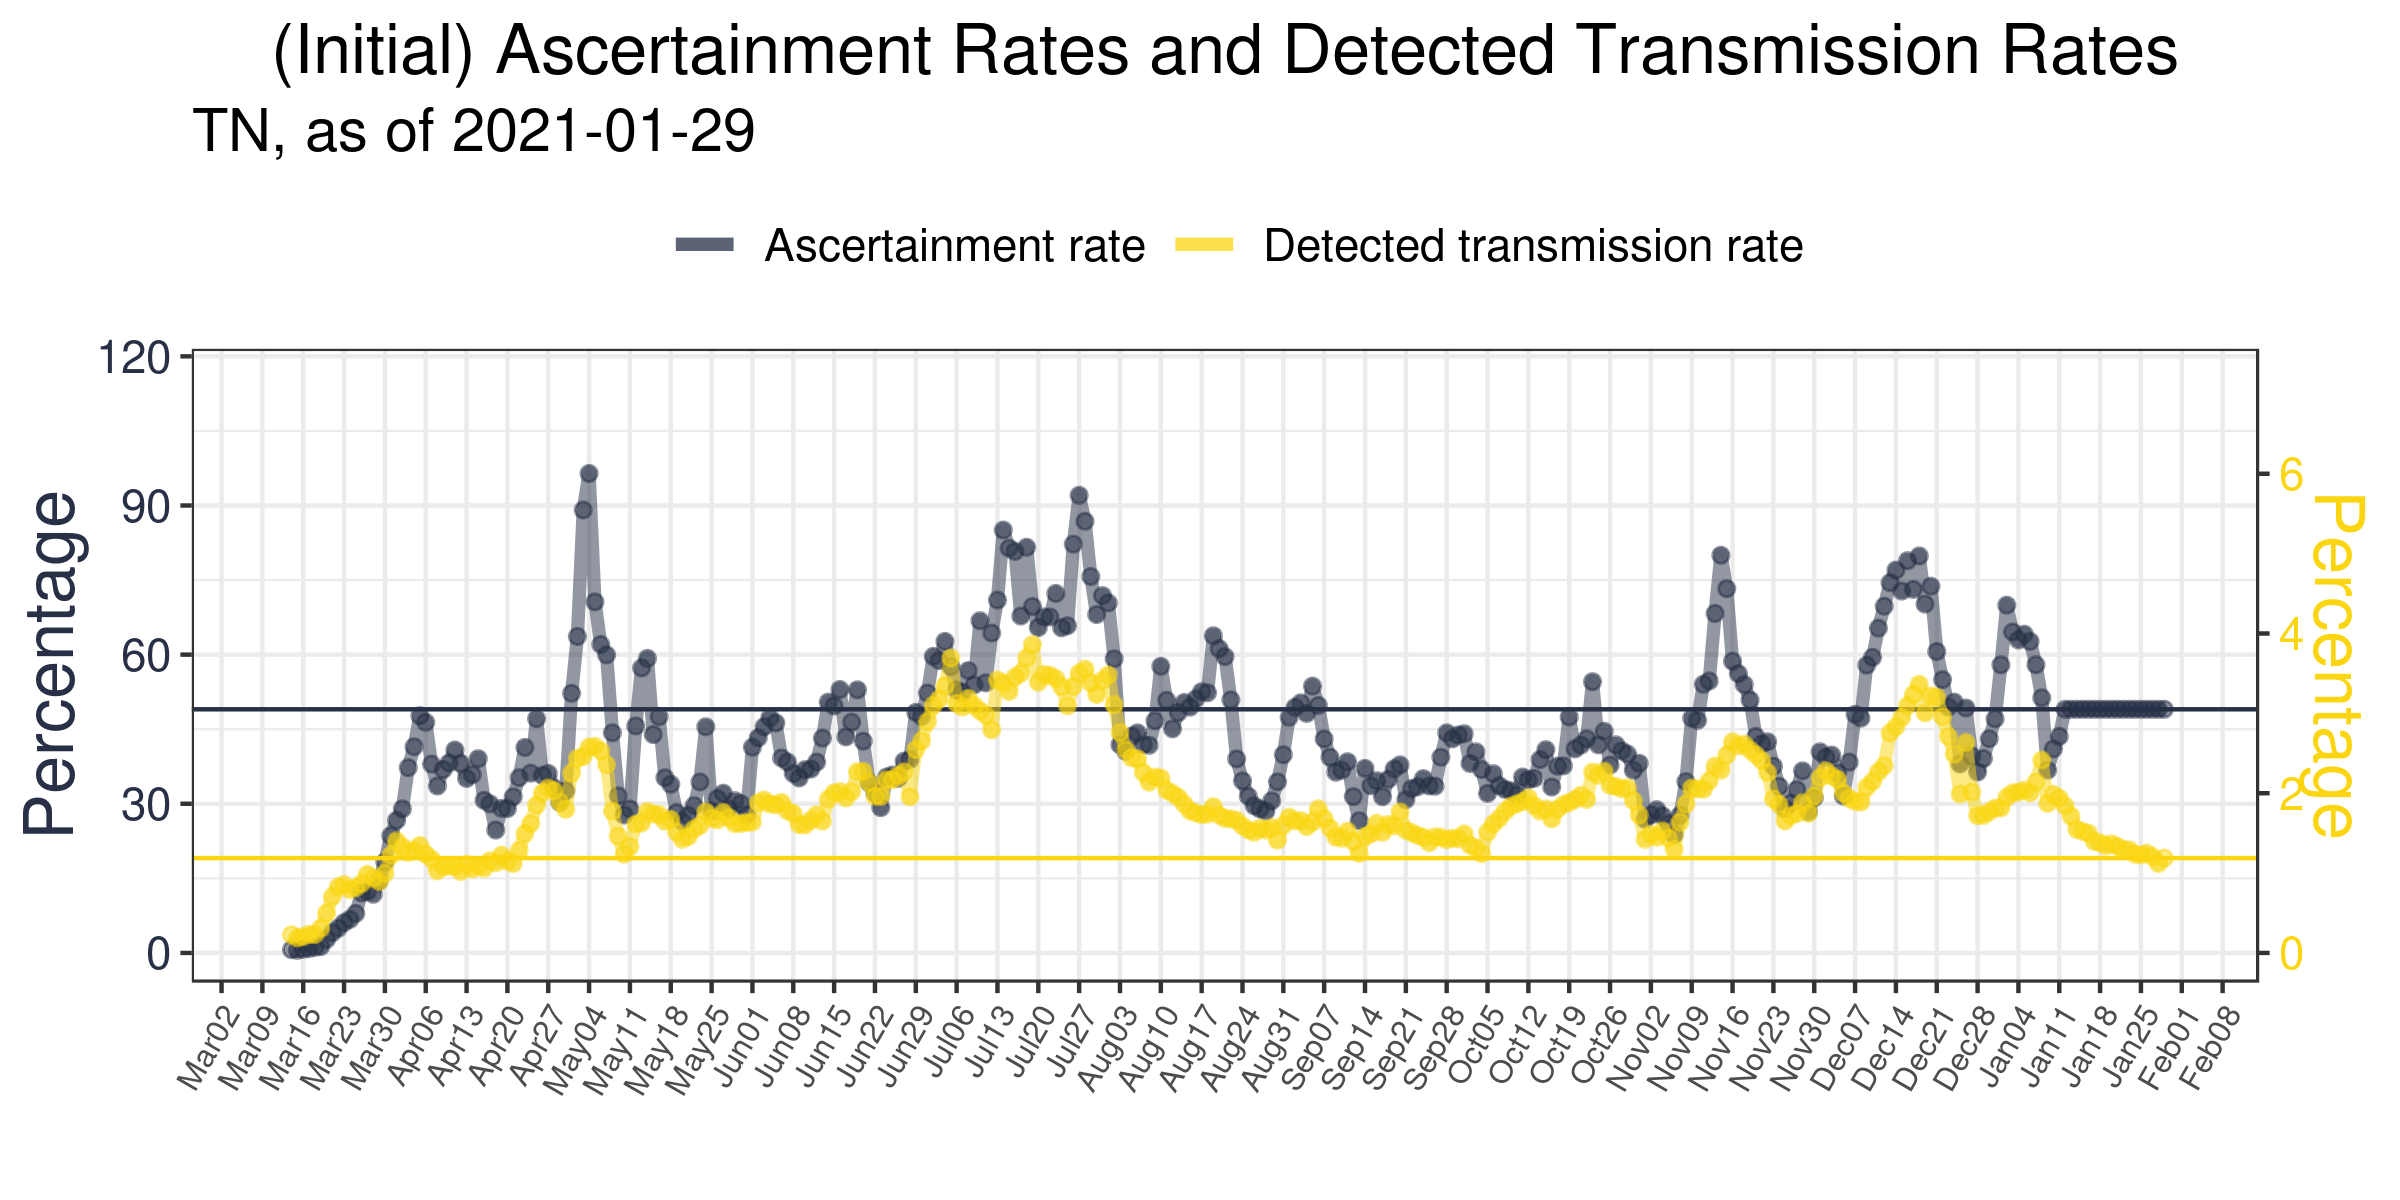 (Initial) Ascertainment Rates and Detected Transmission Rates
TN, as of 2021-01-29
Ascertainment rate
Detected transmission rate
Percentage
120
90
60
30
0
6
4
2
0
Percentage
Mar02
Mar09
Mar16
Mar23
Mar30
Apr06
Apr13
Apr20
Apr27
May04
May11
May18
May25
Jun01
Jun08
Jun15
Jun22
Jun29
Jul06
Jul13
Jul20
Jul27
Aug03
Aug10
Aug17
Aug24
Aug31
Sep07
Sep14
Sep21
Sep28
Oct05
Oct12
Oct19
Oct26
Nov02
Nov09
Nov16
Nov23
Nov30
Dec07
Dec14
Dec21
Dec28
Jan04
Jan11
Jan18
Jan25
Feb01
Feb08